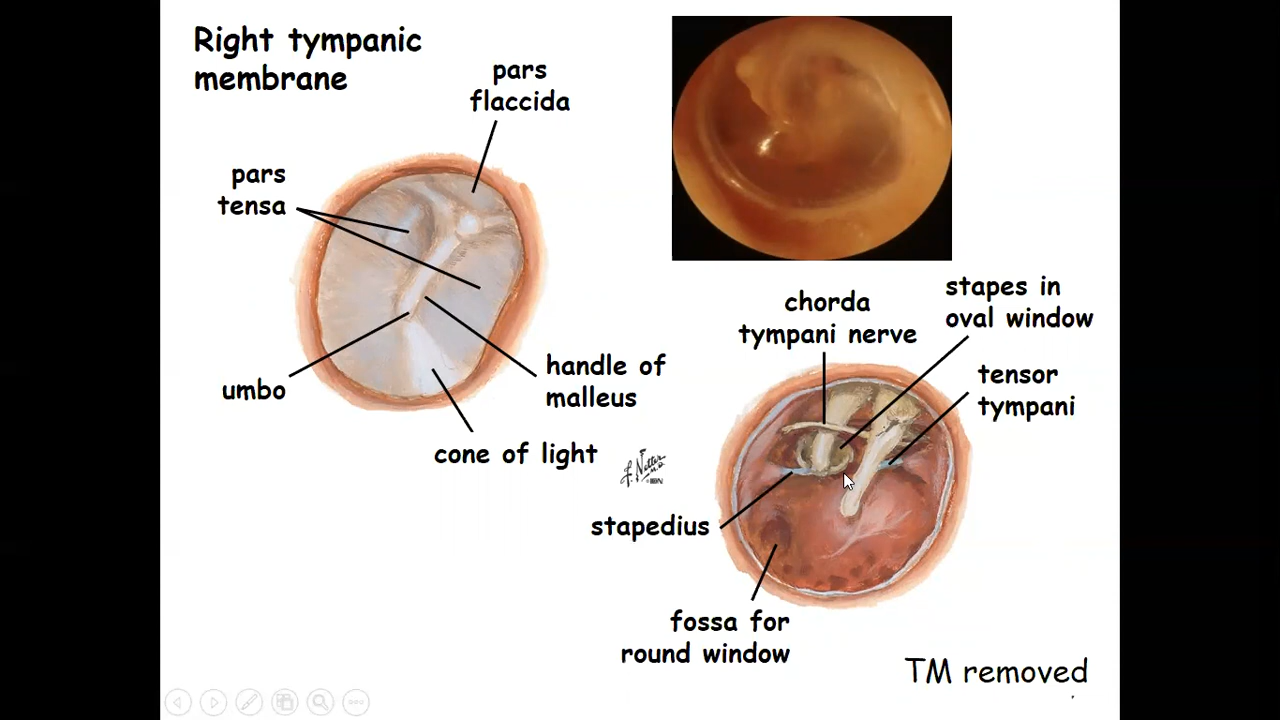 Right tympanic
membrane
pars
flaccida
pars
tensa
umbo
handle of
malleus
cone of light
F. Netter
M.D.
chorda
tympani nerve
stapes in
oval window
tensor
tympani
stapedius
fossa for
round window
TM removed